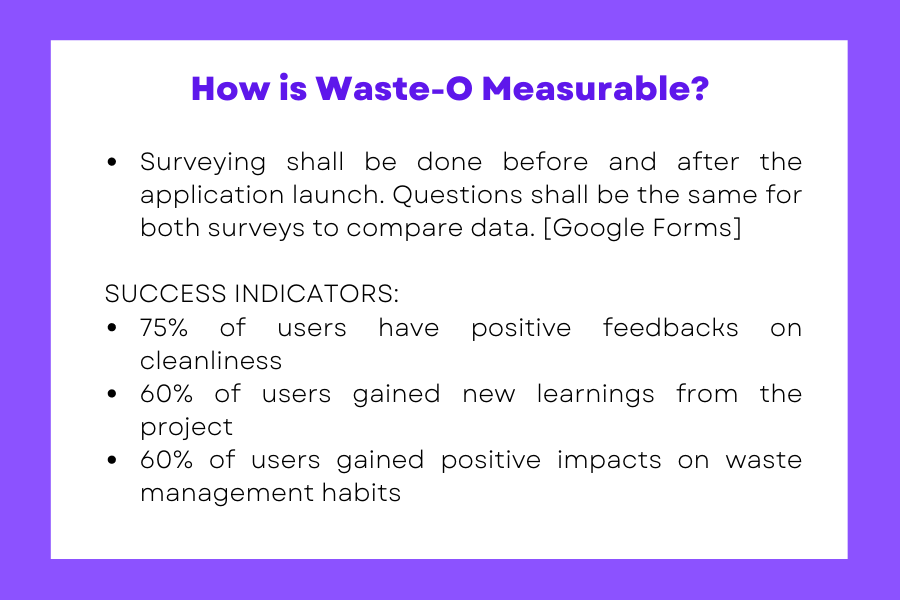 How is Waste-O Measurable?
• Surveying shall be done before and after the
application launch. Questions shall be the same for
both surveys to compare data. [Google Forms]
SUCCESS INDICATORS:
• 75% of users have positive feedbacks on
cleanliness
• 60% of users gained new learnings from the
project
• 60% of users gained positive impacts on waste
management habits